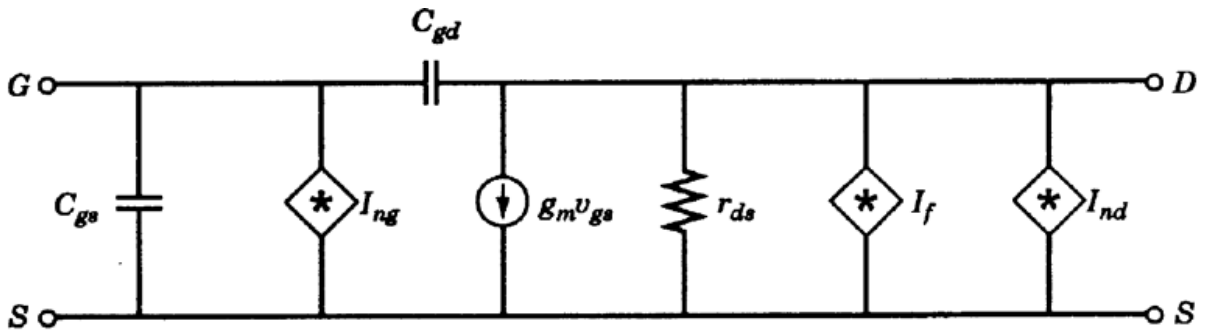 C_gd
G D
C_gs * I_ng g_m v_gs r_ds * I_f * I_nd
S S